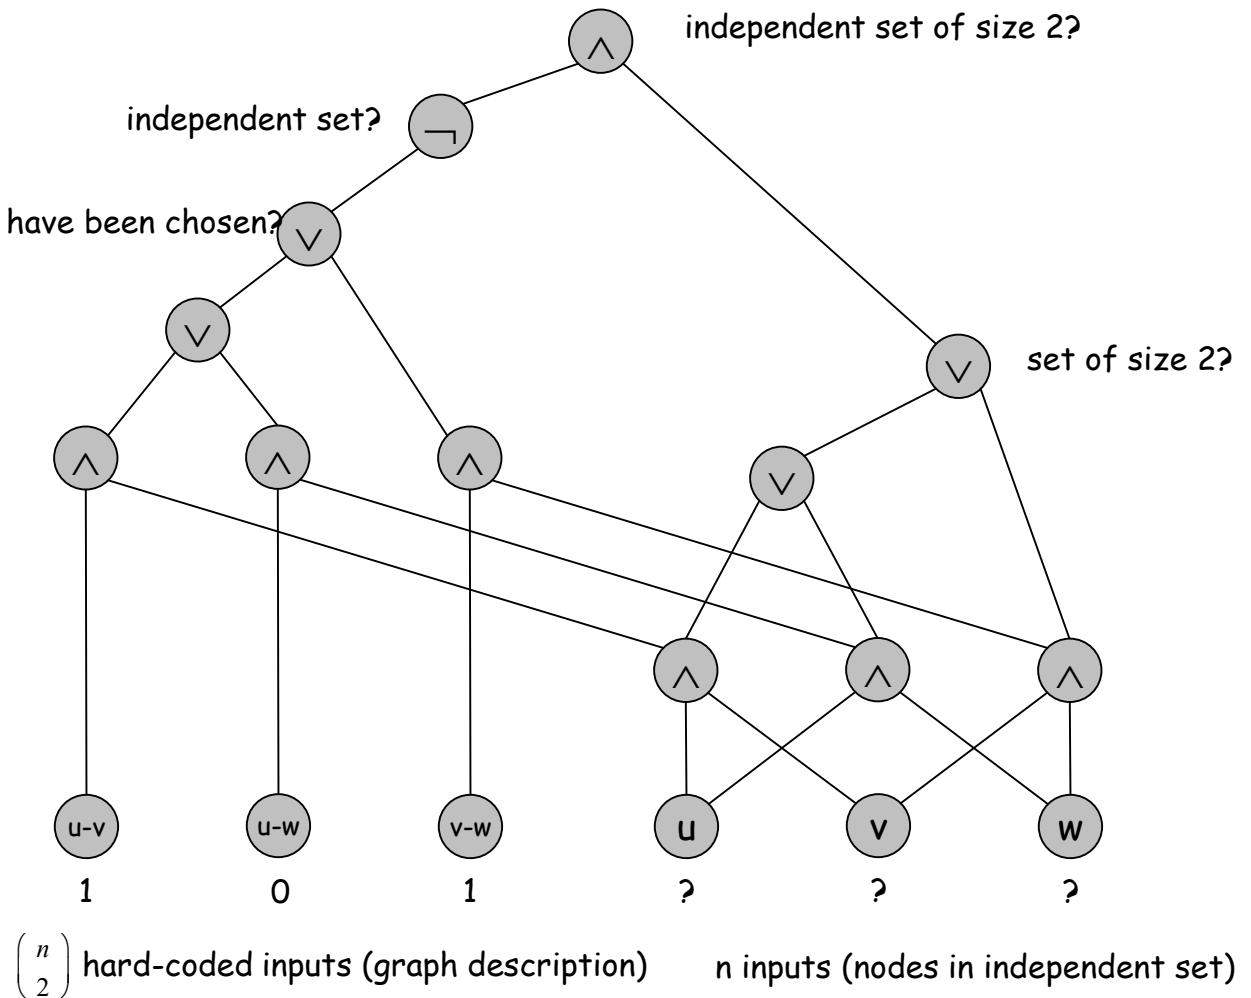 independent set of size 2?
∧
independent set?
¬
have been chosen?
∨
∨
∨
set of size 2?
∧ ∧ ∧
∨
∧ ∧ ∧
u-v u-w v-w u v w
1 0 1 ? ? ?
(n 2) hard-coded inputs (graph description) n inputs (nodes in independent set)